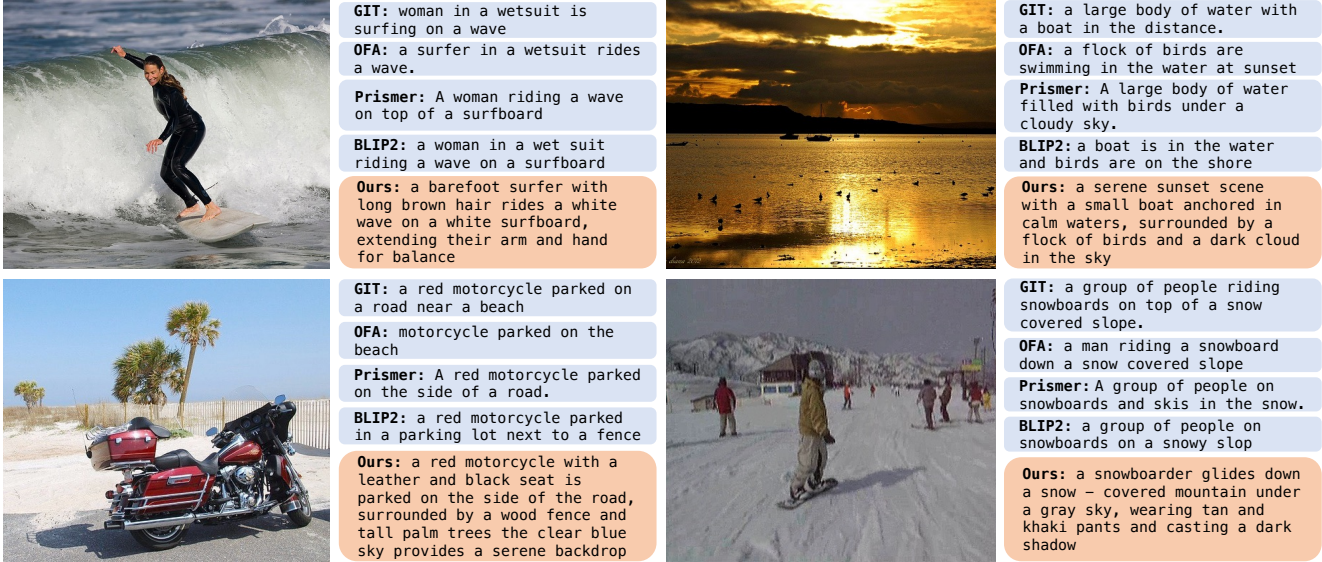 GIT: woman in a wetsuit is
surfing on a wave
OFA: a surfer in a wetsuit rides
a wave.
Prismer: A woman riding a wave
on top of a surfboard
BLIP2: a woman in a wet suit
riding a wave on a surfboard
Ours: a barefoot surfer with
long brown hair rides a white
wave on a white surfboard,
extending their arm and hand
for balance
GIT: a large body of water with
a boat in the distance.
OFA: a flock of birds are
swimming in the water at sunset
Prismer: A large body of water
filled with birds under a
cloudy sky.
BLIP2: a boat is in the water
and birds are on the shore
Ours: a serene sunset scene
with a small boat anchored in
calm waters, surrounded by a
flock of birds and a dark cloud
in the sky
GIT: a red motorcycle parked on
a road near a beach
OFA: motorcycle parked on the
beach
Prismer: A red motorcycle parked
on the side of a road.
BLIP2: a red motorcycle parked
in a parking lot next to a fence
Ours: a red motorcycle with a
leather and black seat is
parked on the side of the road,
surrounded by a wood fence and
tall palm trees the clear blue
sky provides a serene backdrop
GIT: a group of people riding
snowboards on top of a snow
covered slope.
OFA: a man riding a snowboard
down a snow covered slope
Prismer: A group of people on
snowboards and skis in the snow.
BLIP2: a group of people on
snowboards on a snowy slop
Ours: a snowboarder glides down
a snow – covered mountain under
a gray sky, wearing tan and
khaki pants and casting a dark
shadow